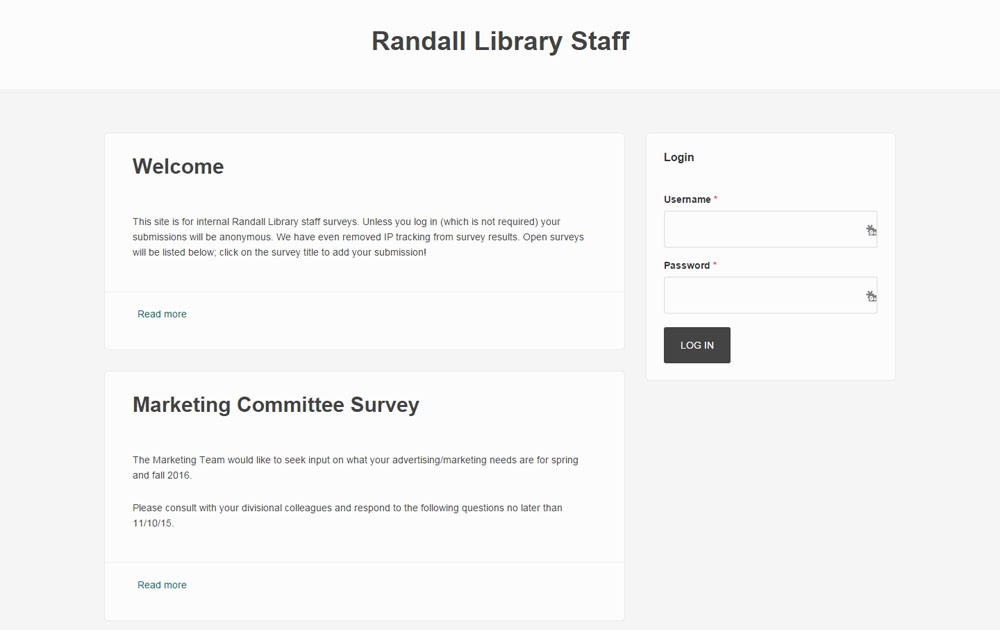 Randall Library Staff
Welcome
This site is for internal Randall Library staff surveys. Unless you log in (which is not required) your
submissions will be anonymous. We have even removed IP tracking from survey results. Open surveys
will be listed below; click on the survey title to add your submission!
Read more
Marketing Committee Survey
The Marketing Team would like to seek input on what your advertising/marketing needs are for spring
and fall 2016.
Please consult with your divisional colleagues and respond to the following questions no later than
11/10/15.
Read more
Login
Username *
Password *
LOG IN